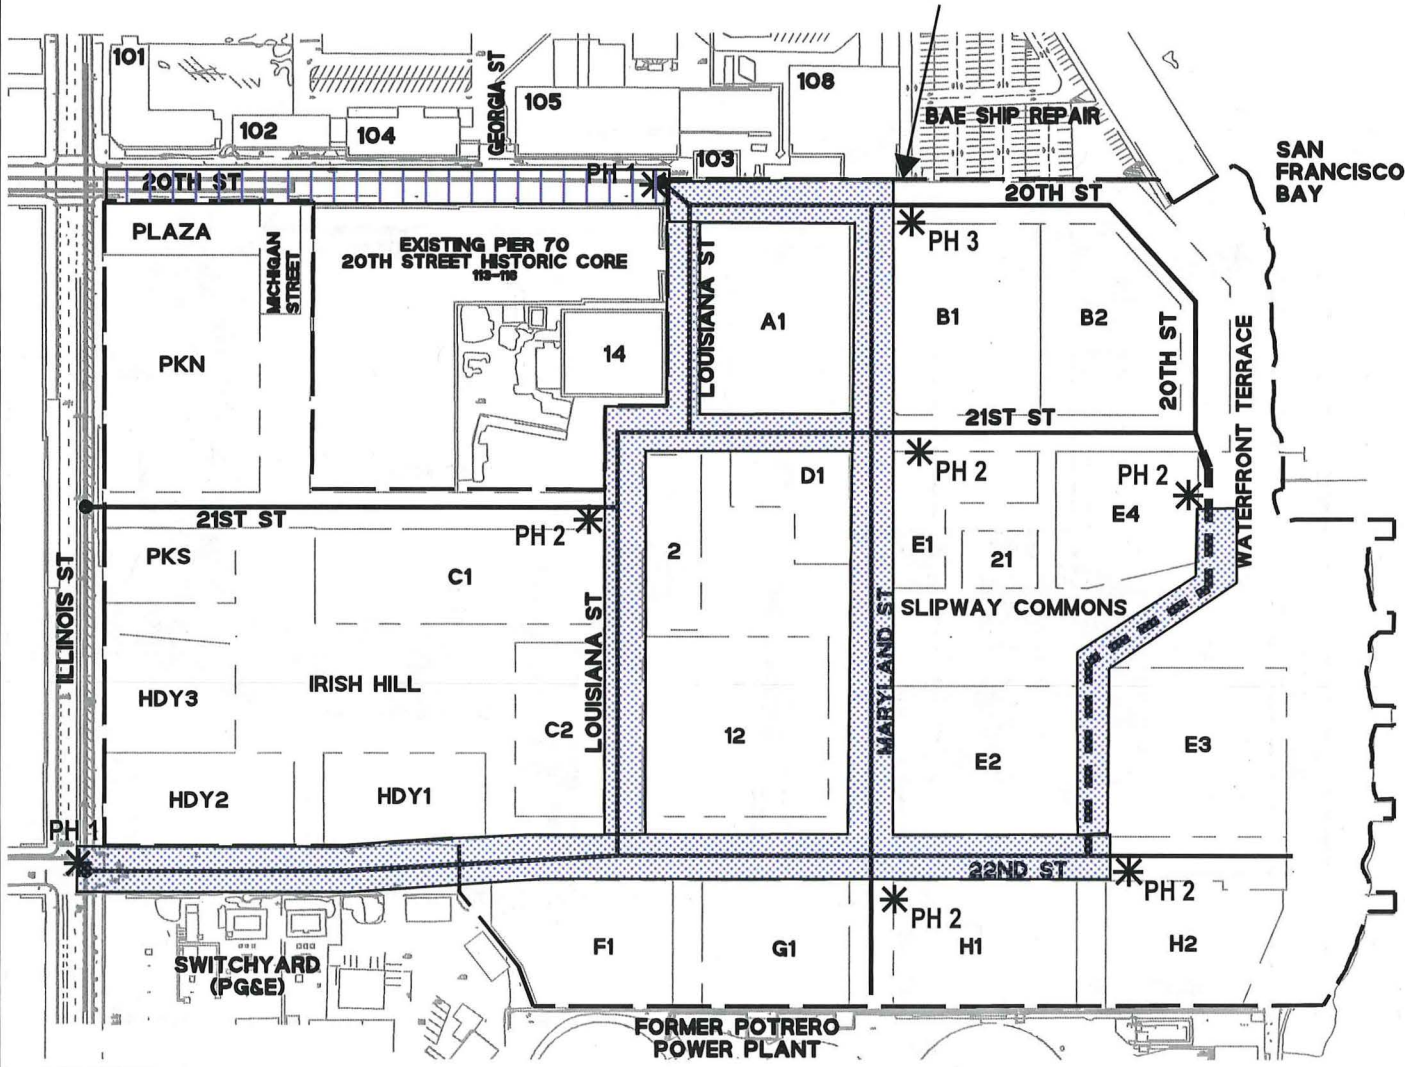 101
102
104
GEORGIA ST
105
103
108
BAE SHIP REPAIR
SAN
FRANCISCO
BAY
20TH ST
PH 1
20TH ST
PLAZA
MICHIGAN
STREET
EXISTING PIER 70
20TH STREET HISTORIC CORE
113-116
LOUISIANA ST
PH 3
PKN
14
A1
B1
B2
20TH ST
WATERFRONT TERRACE
21ST ST
D1
PH 2
PH 2
21ST ST
PH 2
E4
PKS
C1
2
E1
21
ILLINOIS ST
LOUISIANA ST
MARYLAND ST
SLIPWAY COMMONS
HDY3
IRISH HILL
C2
12
E2
E3
HDY2
HDY1
PH 1
22ND ST
PH 2
PH 2
F1
G1
H1
H2
SWITCHYARD
(PG&E)
FORMER POTRERO
POWER PLANT